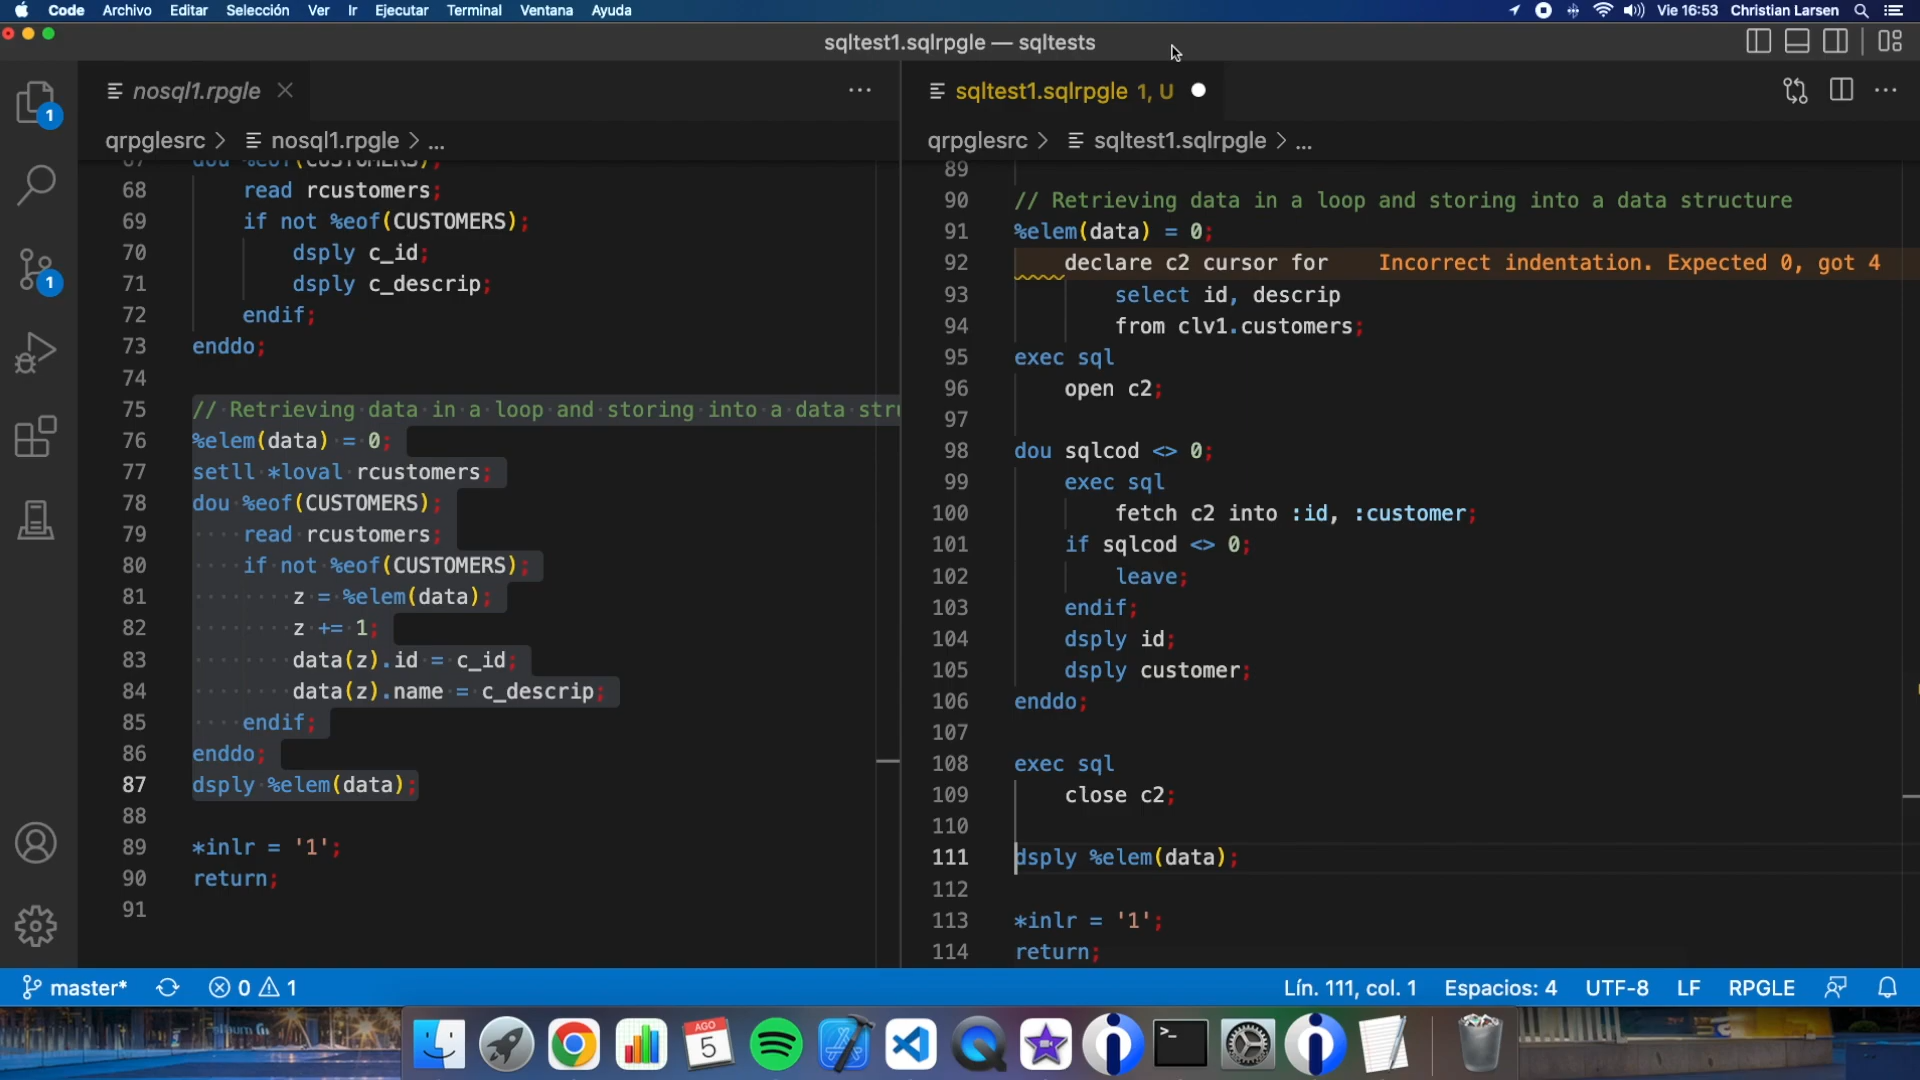 Code Archivo Editar Selección Ver Ir Ejecutar Terminal Ventana Ayuda Vie 16:53 Christian Larsen
sqltest1.sqlrpgle — sqltests
nosql1.rpgle
qrpglesrc > nosql1.rpgle > ...
67 dou %eof(CUSTOMERS);
68 read rcustomers;
69 if not %eof(CUSTOMERS);
70 dsply c_id;
71 dsply c_descrip;
72 endif;
73 enddo;
74
75 // Retrieving data in a loop and storing into a data stru
76 %elem(data) = 0;
77 setll *loval rcustomers;
78 dou %eof(CUSTOMERS);
79 read rcustomers;
80 if not %eof(CUSTOMERS);
81 z = %elem(data);
82 z += 1;
83 data(z).id = c_id;
84 data(z).name = c_descrip;
85 endif;
86 enddo;
87 dsply %elem(data);
88
89 *inlr = '1';
90 return;
91
sqltest1.sqlrpgle 1, U
qrpglesrc > sqltest1.sqlrpgle > ...
89
90 // Retrieving data in a loop and storing into a data structure
91 %elem(data) = 0;
92 declare c2 cursor for Incorrect indentation. Expected 0, got 4
93 select id, descrip
94 from clv1.customers;
95 exec sql
96 open c2;
97
98 dou sqlcod <> 0;
99 exec sql
100 fetch c2 into :id, :customer;
101 if sqlcod <> 0;
102 leave;
103 endif;
104 dsply id;
105 dsply customer;
106 enddo;
107
108 exec sql
109 close c2;
110
111 dsply %elem(data);
112
113 *inlr = '1';
114 return;
1
1
master* 0 1 Lín. 111, col. 1 Espacios: 4 UTF-8 LF RPGLE
AGO
5